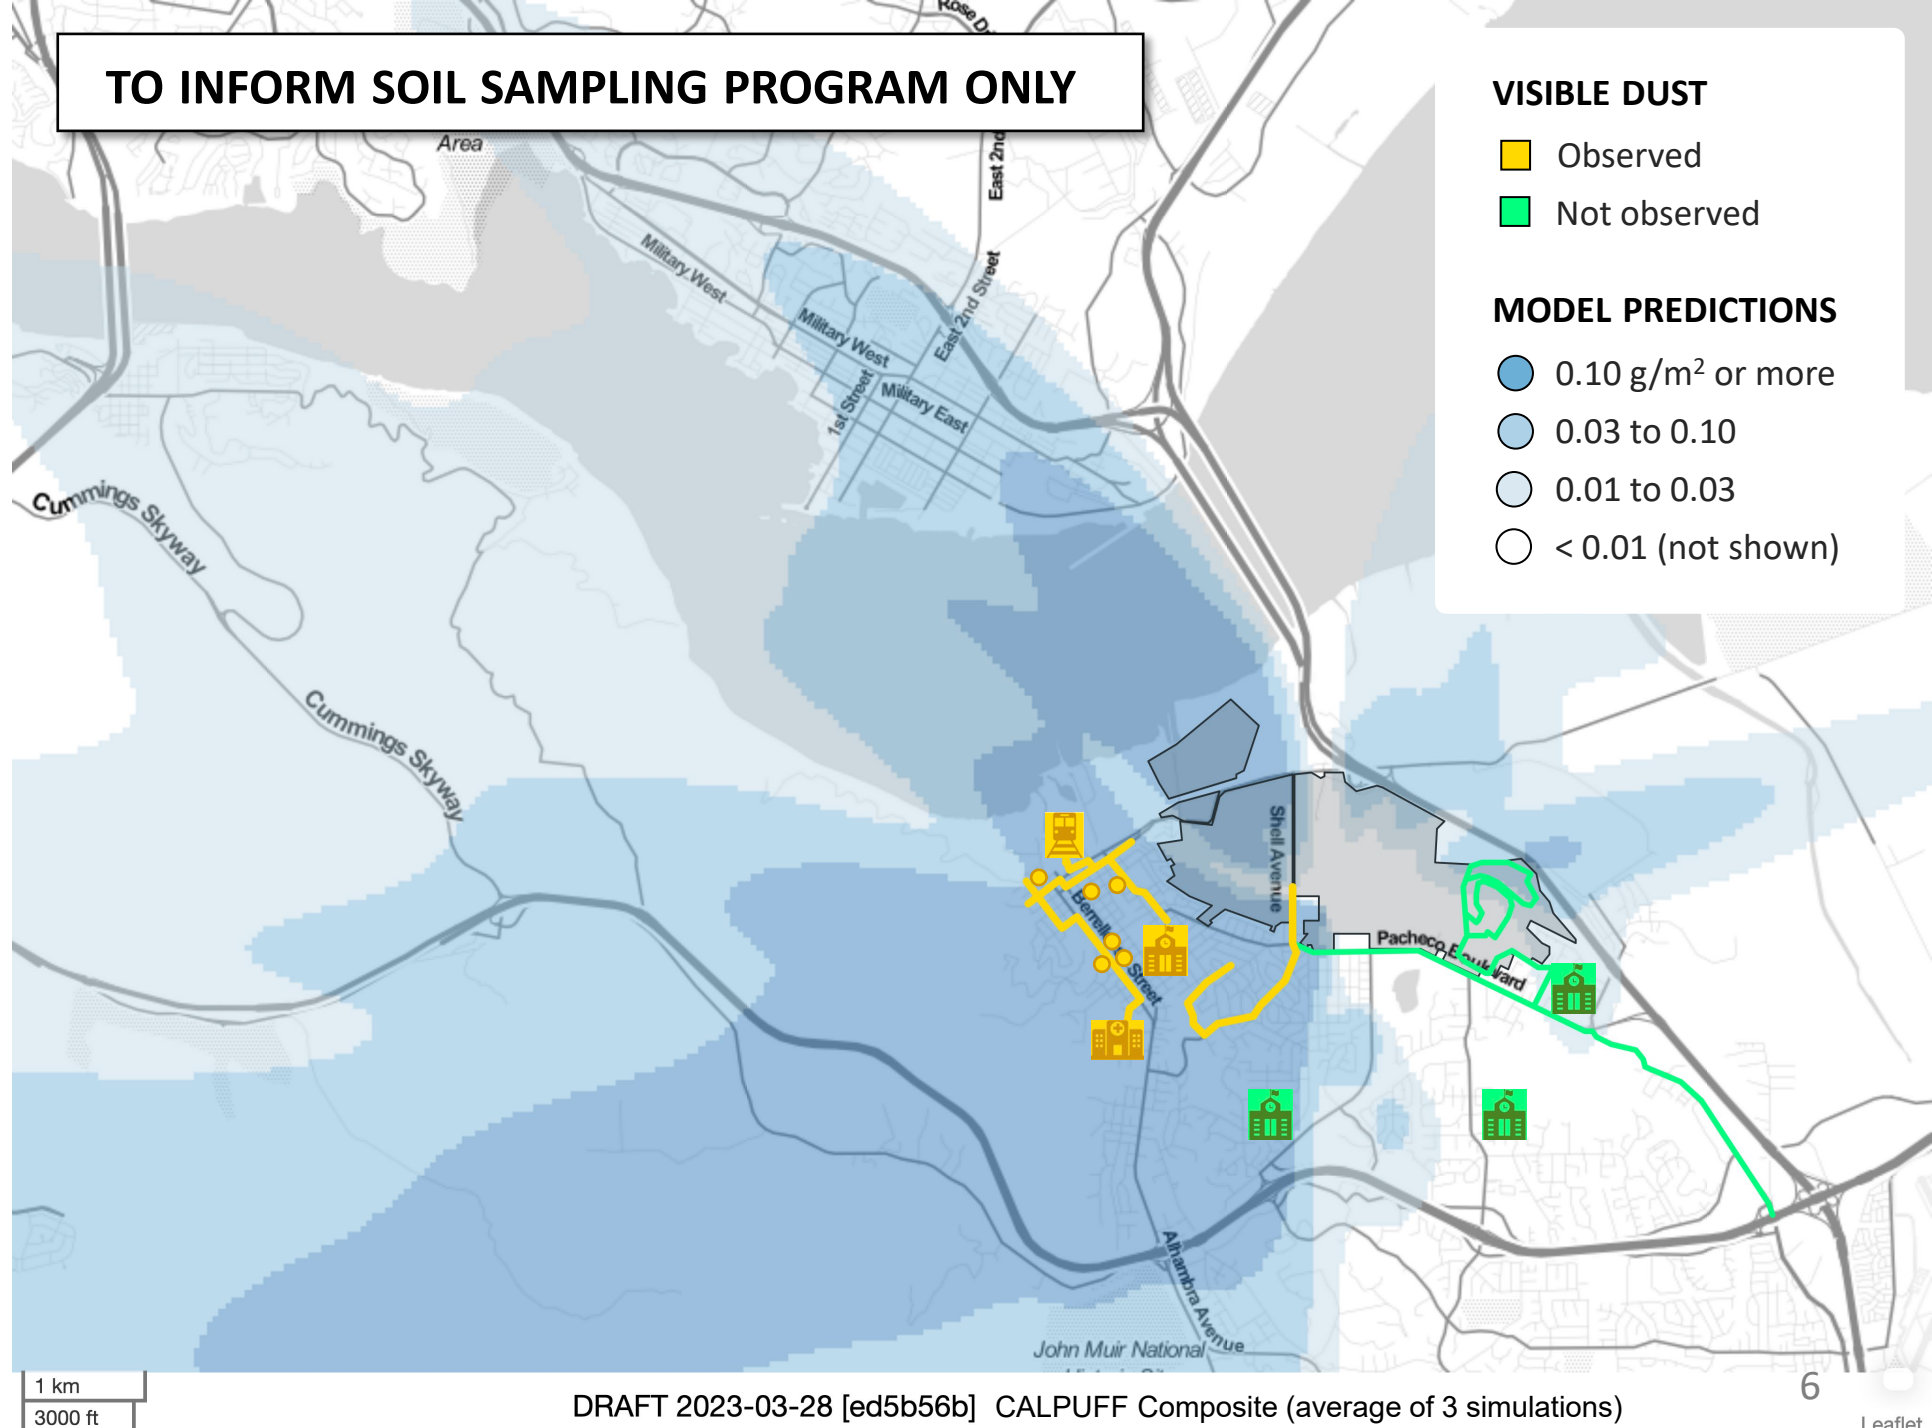 Rose D
TO INFORM SOIL SAMPLING PROGRAM ONLY
Area
East 2nd
VISIBLE DUST
Observed
Not observed
MODEL PREDICTIONS
0.10 g/m² or more
0.03 to 0.10
0.01 to 0.03
< 0.01 (not shown)
Military West
East 2nd Street
Military West
1st Street
Military East
Cummings Skyway
Cummings Skyway
Shell Avenue
Street
Pacheco Boulevard
Alhambra Avenue
John Muir National
1 km
3000 ft
DRAFT 2023-03-28 [ed5b56b] CALPUFF Composite (average of 3 simulations)
6
Leaflet